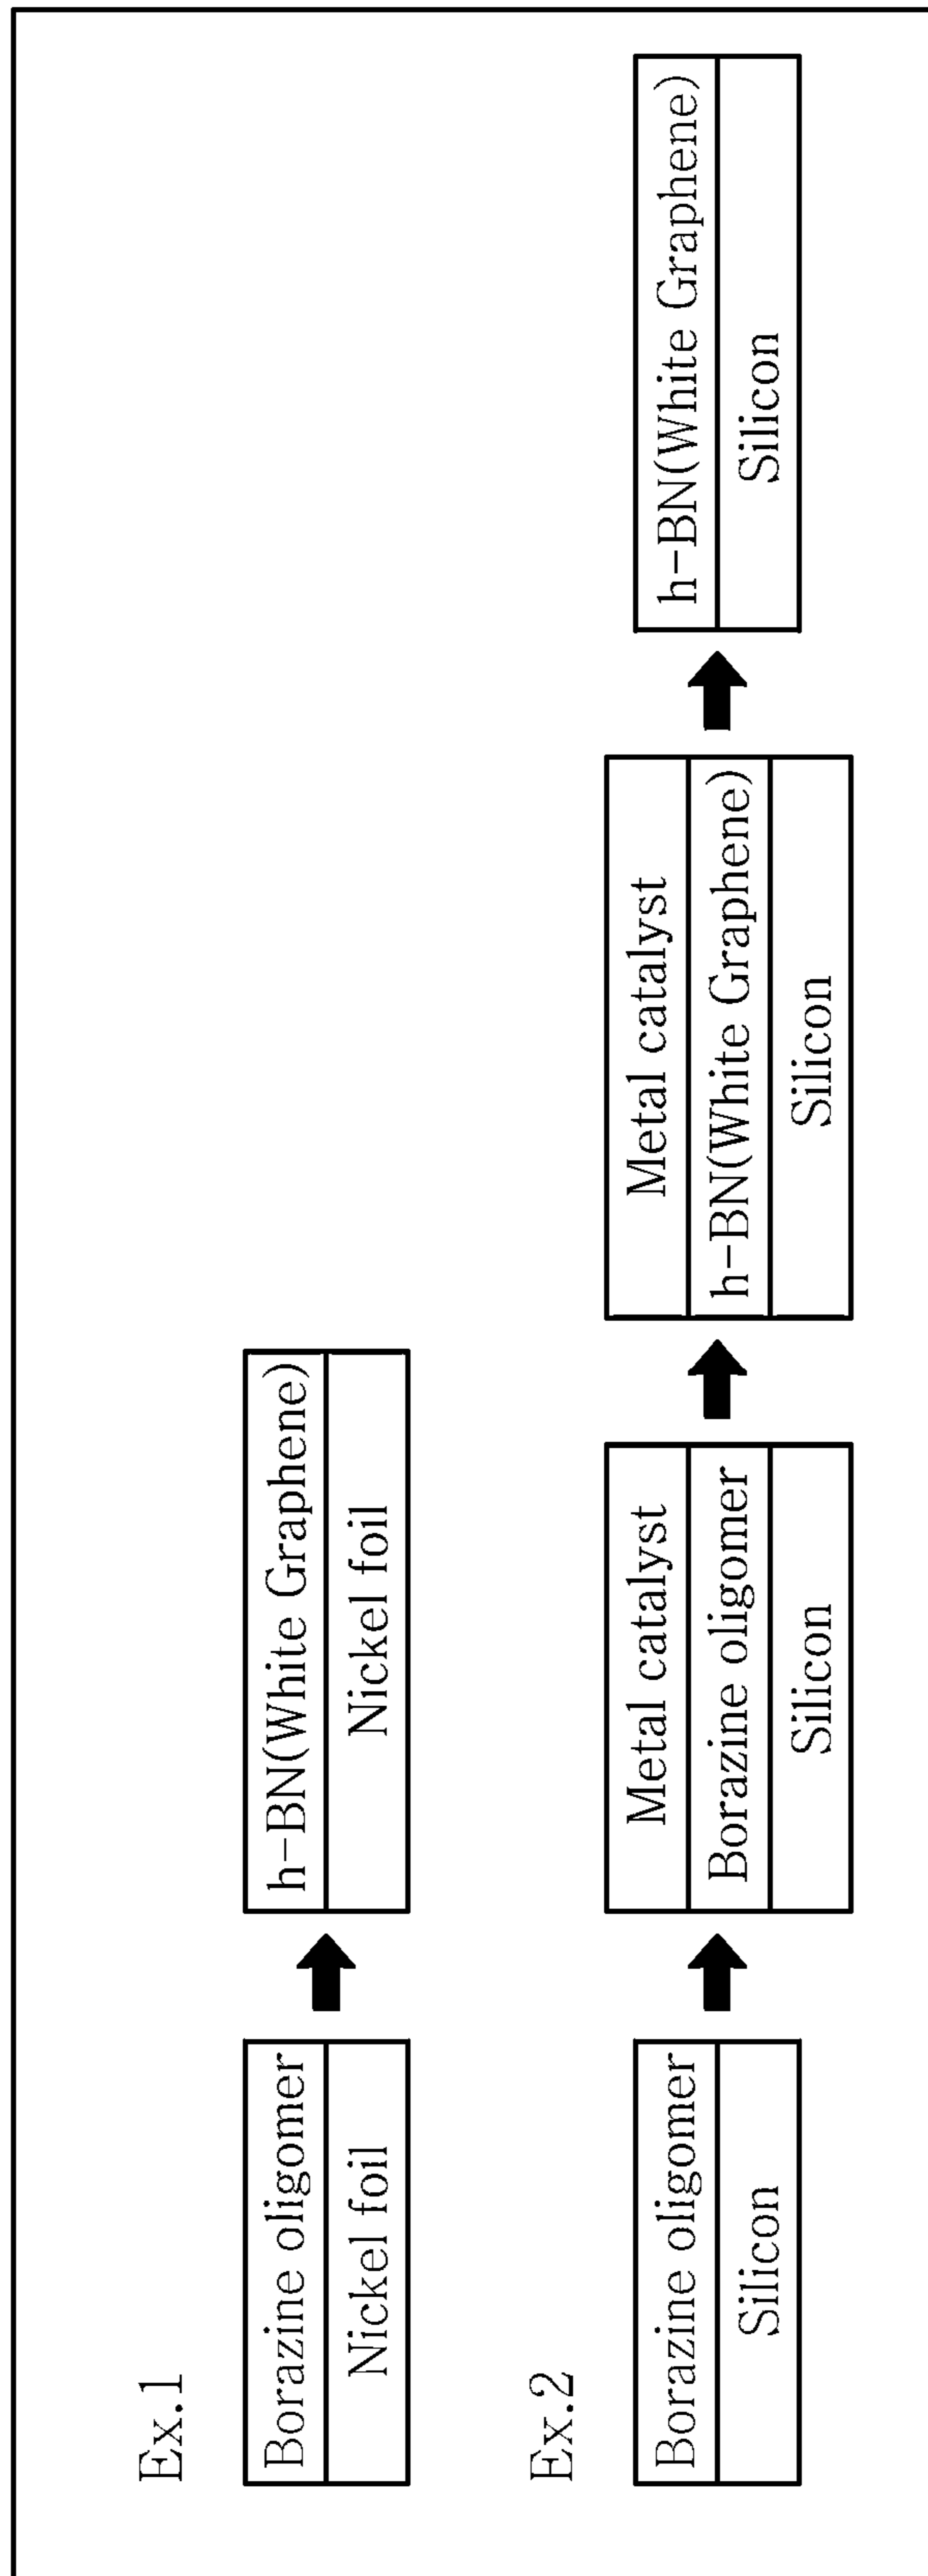 Ex.1
Borazine oligomer
Nickel foil
h-BN(White Graphene)
Nickel foil
Ex.2
Borazine oligomer
Silicon
Metal catalyst
Borazine oligomer
Silicon
Metal catalyst
h-BN(White Graphene)
Silicon
h-BN(White Graphene)
Silicon